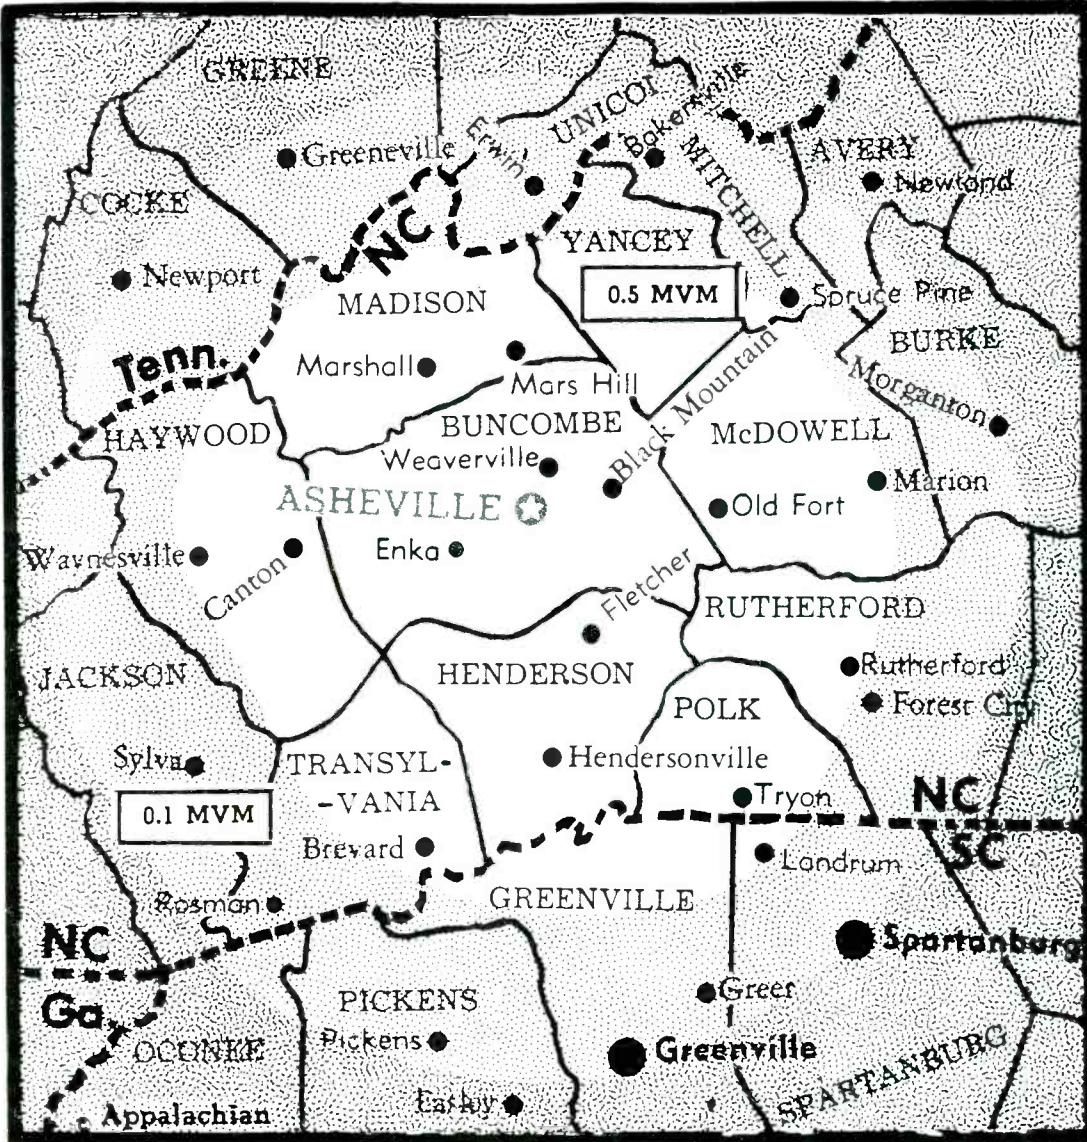 GREENE
UNICOI
Bakersville
Erwin
Greeneville
MITCHELL
AVERY
Newland
COCKE
NC
YANCEY
Newport
0.5 MVM
Spruce Pine
MADISON
BURKE
Tenn.
Marshall
Mars Hill
Morganton
HAYWOOD
BUNCOMBE
Black Mountain
McDOWELL
Weaverville
Marion
ASHEVILLE
Old Fort
Enka
Waynesville
Canton
Fletcher
RUTHERFORD
JACKSON
HENDERSON
Rutherford
POLK
Forest City
Sylva
TRANSYL-
-VANIA
Hendersonville
Tryon
NC
0.1 MVM
SC
Brevard
Landrum
GREENVILLE
Rosman
NC
Spartanburg
Ga.
PICKENS
Greer
OCONEE
Pickens
Greenville
SPARTANBURG
Easley
Appalachian